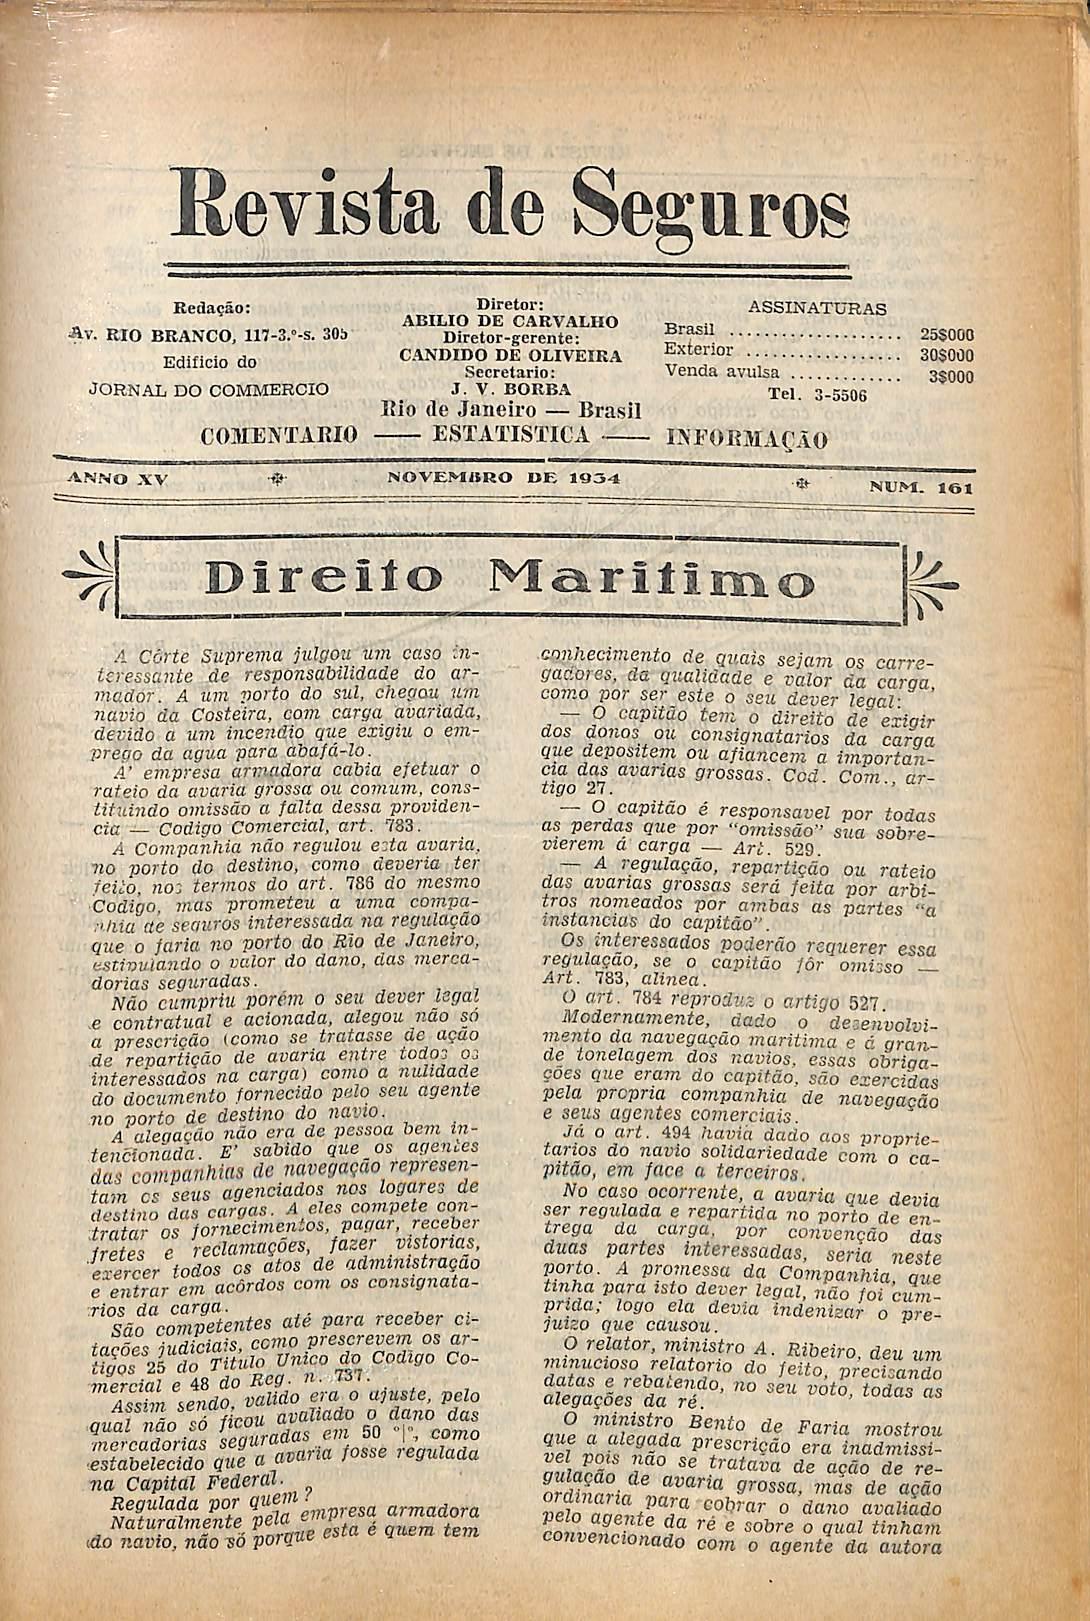 Revista de Seguros
Redação:
Av. RIO BRANCO, 117-3.º-s. 305
Edificio do
JORNAL DO COMMERCIO
Diretor:
ABILIO DE CARVALHO
Diretor-gerente:
CANDIDO DE OLIVEIRA
Secretario:
J. V. BORBA
Rio de Janeiro — Brasil
ASSINATURAS
Brasil .................. 25$000
Exterior ................ 30$000
Venda avulsa ............ 3$000
Tel. 3-5506
COMENTARIO —— ESTATISTICA —— INFORMAÇÃO
ANNO XV NOVEMBRO DE 1934 NUM. 161
Direito Maritimo
A Côrte Suprema julgou um caso in-
teressante de responsabilidade do ar-
mador. A um porto do sul, chegou um
navio da Costeira, com carga avariada,
devido a um incendio que exigiu o em-
prego da agua para abafá-lo.
A' empresa armadora cabia efetuar o
rateio da avaria grossa ou comum, cons-
tituindo omissão a falta dessa providen-
cia — Codigo Comercial, art. 783.
A Companhia não regulou esta avaria,
no porto do destino, como deveria ter
feito, nos termos do art. 786 do mesmo
Codigo, mas prometeu a uma compa-
nhia de seguros interessada na regulação
que o faria no porto do Rio de Janeiro,
estipulando o valor do dano, das merca-
dorias seguradas.
Não cumpriu porém o seu dever legal
e contratual e acionada, alegou não só
a prescrição (como se tratasse de ação
de repartição de avaria entre todos os
interessados na carga) como a nulidade
do documento fornecido pelo seu agente
no porto de destino do navio.
A alegação não era de pessoa bem in-
tencionada. E' sabido que os agentes
das companhias de navegação represen-
tam os seus agenciados nos logares de
destino das cargas. A eles compete con-
tratar os fornecimentos, pagar, receber
fretes e reclamações, fazer vistorias,
exercer todos os atos de administração
e entrar em acôrdos com os consignata-
rios da carga.
São competentes até para receber ci-
tações judiciais, como prescrevem os ar-
tigos 25 do Titulo Unico do Codigo Co-
mercial e 48 do Reg. n. 737.
Assim sendo, valido era o ajuste, pelo
qual não só ficou avaliado o dano das
mercadorias seguradas em 50 º|º, como
estabelecido que a avaria fosse regulada
na Capital Federal.
Regulada por quem?
Naturalmente pela empresa armadora
do navio, não só porque esta é quem tem
conhecimento de quais sejam os carre-
gadores, da qualidade e valor da carga,
como por ser este o seu dever legal:
— O capitão tem o direito de exigir
dos donos ou consignatarios da carga
que depositem ou afiancem a importan-
cia das avarias grossas. Cod. Com., ar-
tigo 27.
— O capitão é responsavel por todas
as perdas que por “omissão” sua sobre-
vierem á carga — Art. 529.
— A regulação, repartição ou rateio
das avarias grossas será feita por arbi-
tros nomeados por ambas as partes “a
instancias do capitão”.
Os interessados poderão requerer essa
regulação, se o capitão fôr omisso —
Art. 783, alinea.
O art. 784 reproduz o artigo 527.
Modernamente, dado o desenvolvi-
mento da navegação maritima e á gran-
de tonelagem dos navios, essas obriga-
ções que eram do capitão, são exercidas
pela propria companhia de navegação
e seus agentes comerciais.
Já o art. 494 havia dado aos proprie-
tarios do navio solidariedade com o ca-
pitão, em face a terceiros.
No caso ocorrente, a avaria que devia
ser regulada e repartida no porto de en-
trega da carga, por convenção das
duas partes interessadas, seria neste
porto. A promessa da Companhia, que
tinha para isto dever legal, não foi cum-
prida; logo ela devia indenizar o pre-
juizo que causou.
O relator, ministro A. Ribeiro, deu um
minucioso relatorio do feito, precisando
datas e rebatendo, no seu voto, todas as
alegações da ré.
O ministro Bento de Faria mostrou
que a alegada prescrição era inadmissi-
vel pois não se tratava de ação de re-
gulação de avaria grossa, mas de ação
ordinaria para cobrar o dano avaliado
pelo agente da ré e sobre o qual tinham
convencionado com o agente da autora